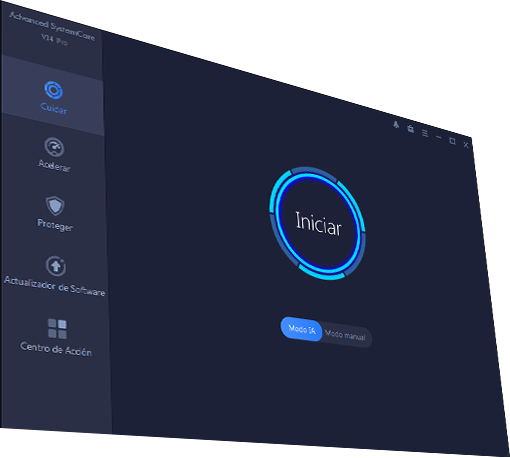 Advanced SystemCare
V14 Pro
Cuidar
Acelerar
Proteger
Actualizador de Software
Centro de Acción
Iniciar
Modo IA
Modo manual